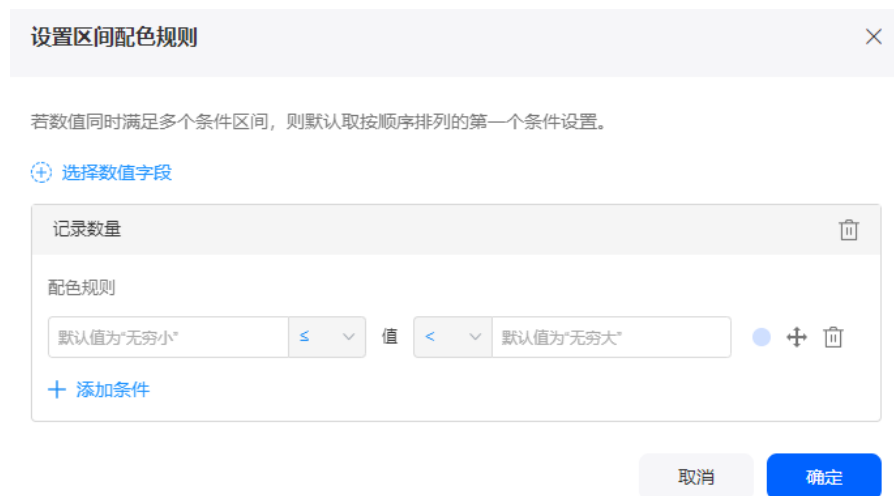 设置区间配色规则
若数值同时满足多个条件区间，则默认取按顺序排列的第一个条件设置。
选择数值字段
记录数量
配色规则
默认值为“无穷小” ≤ 值 < 默认值为“无穷大”
添加条件
取消 确定